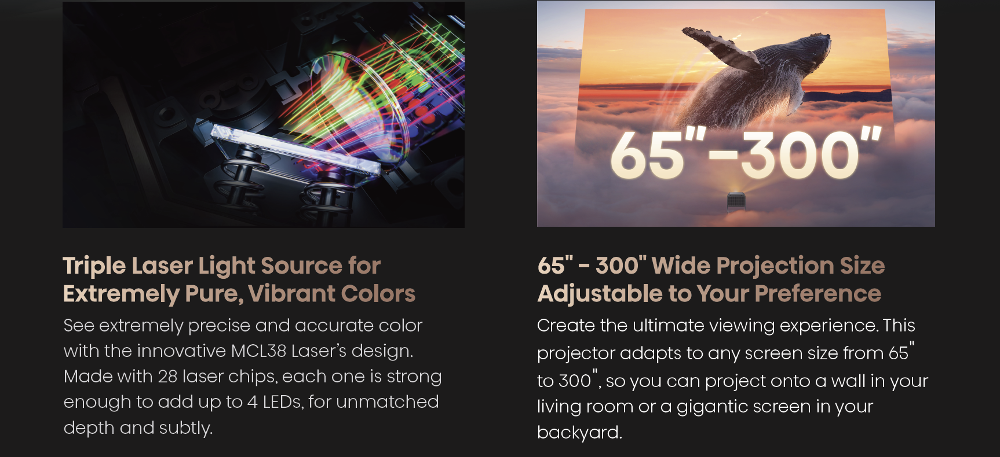 65"-300"
Triple Laser Light Source for
Extremely Pure, Vibrant Colors
See extremely precise and accurate color
with the innovative MCL38 Laser’s design.
Made with 28 laser chips, each one is strong
enough to add up to 4 LEDs, for unmatched
depth and subtly.
65" - 300" Wide Projection Size
Adjustable to Your Preference
Create the ultimate viewing experience. This
projector adapts to any screen size from 65"
to 300", so you can project onto a wall in your
living room or a gigantic screen in your
backyard.